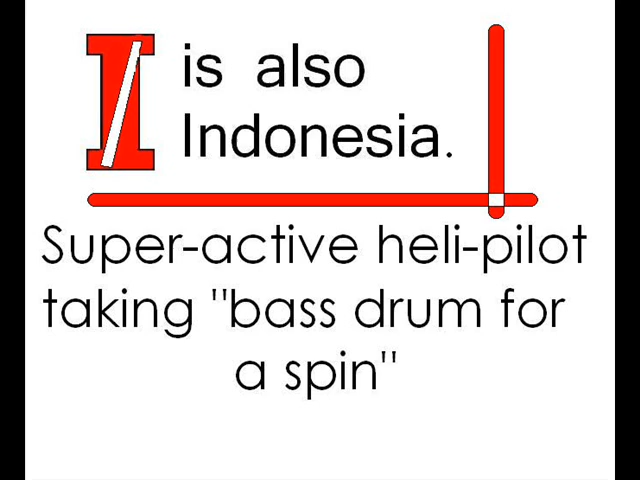 I is also
Indonesia.
Super-active heli-pilot
taking "bass drum for
a spin"